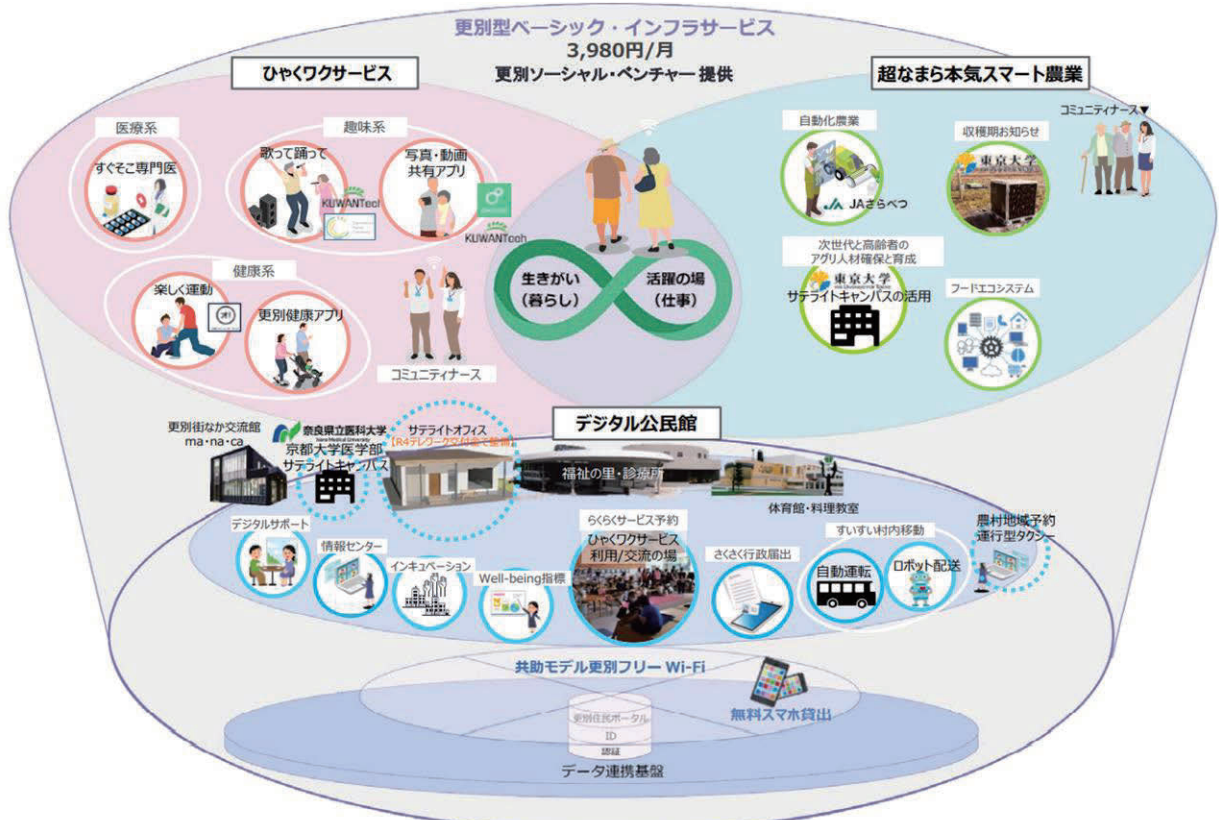 更別型ベーシック・インフラサービス
3,980円/月
更別ソーシャル・ベンチャー 提供
ひゃくワクサービス
超なまら本気スマート農業
医療系
すぐそこ専門医
趣味系
歌って踊って
KUWANTech
写真・動画
共有アプリ
KUWANTech
健康系
楽しく運動
更別健康アプリ
コミュニティナース
生きがい
(暮らし)
活躍の場
(仕事)
コミュニティナース▼
自動化農業
JAさらべつ
収穫期お知らせ
東京大学
次世代と高齢者の
アグリ人材確保と育成
東京大学
サテライトキャンパスの活用
フードエコシステム
デジタル公民館
更別街なか交流館
ma・na・ca
奈良県立医科大学
Nara Medical University
京都大学医学部
サテライトキャンパス
サテライトオフィス
【R4テレワーク交付金で整備】
福祉の里・診療所
体育館・料理教室
デジタルサポート
情報センター
インキュベーション
Well-being指標
らくらくサービス予約
ひゃくワクサービス
利用/交流の場
さくさく行政届出
すいすい村内移動
自動運転
ロボット配送
農村地域予約
運行型タクシー
共助モデル更別フリー Wi-Fi
無料スマホ貸出
更別住民ポータル
ID
認証
データ連携基盤